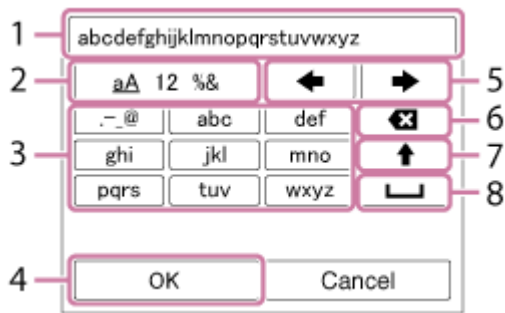 1 abcdefghijklmnopqrstuvwxyz
2 aA 12 %& 5
.-_@ abc def 6
3 ghi jkl mno 7
pqrs tuv wxyz 8
4 OK Cancel